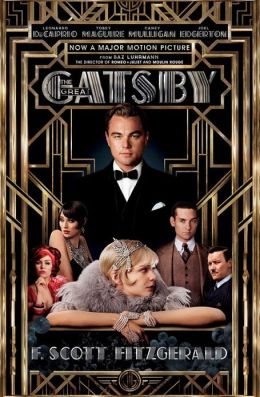 LEONARDO TOBEY CAREY JOEL
DiCAPRIO MAGUIRE MULLIGAN EDGERTON
NOW A MAJOR MOTION PICTURE
FROM BAZ LUHRMANN
THE DIRECTOR OF ROMEO + JULIET AND MOULIN ROUGE
THE GREAT
GATSBY
F. SCOTT FITZGERALD